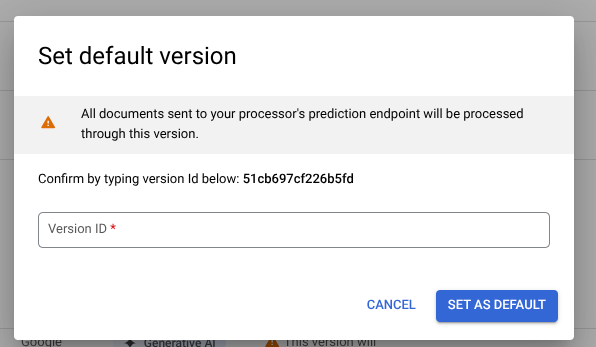 Set default version
All documents sent to your processor's prediction endpoint will be processed
through this version.
Confirm by typing version Id below: 51cb697cf226b5fd
Version ID *
CANCEL
SET AS DEFAULT
Google
Generative AI
This version will